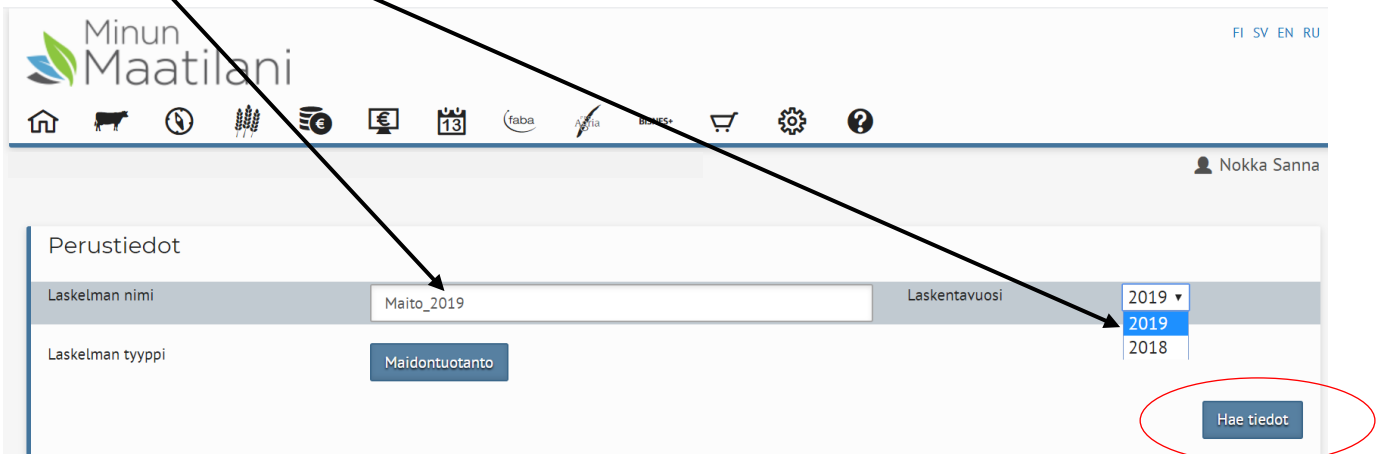 Minun
Maatilani
FI SV EN RU
€ € 13 faba BISNES+ ?
Nokka Sanna
Perustiedot
Laskelman nimi Maito_2019 Laskentavuosi 2019
2019
2018
Laskelman tyyppi Maidontuotanto
Hae tiedot